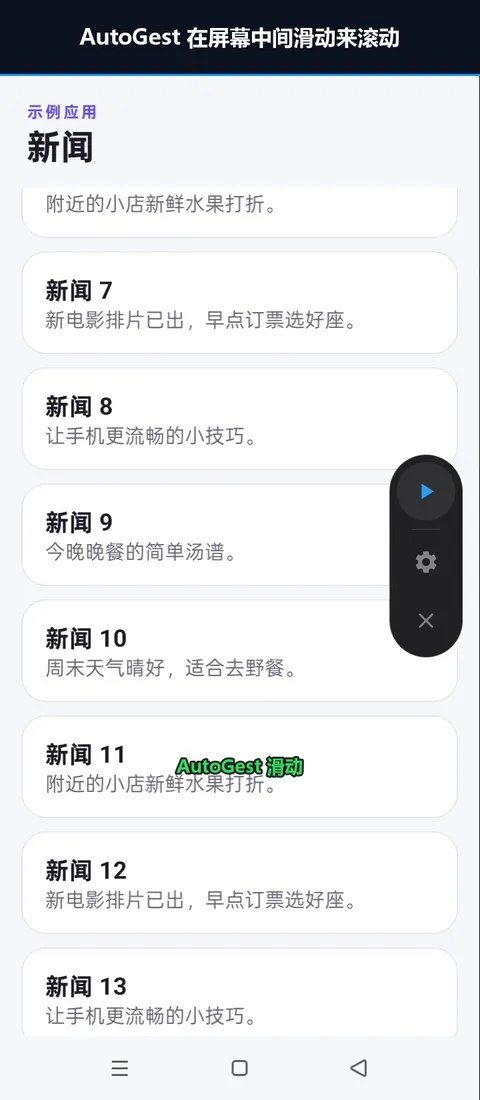 AutoGest 在屏幕中间滑动来滚动
示例应用
新闻
附近的小店新鲜水果打折。
新闻 7
新电影排片已出，早点订票选好座。
新闻 8
让手机更流畅的小技巧。
新闻 9
今晚晚餐的简单汤谱。
新闻 10
周末天气晴好，适合去野餐。
新闻 11
AutoGest 滑动
附近的小店新鲜水果打折。
新闻 12
新电影排片已出，早点订票选好座。
新闻 13
让手机更流畅的小技巧。